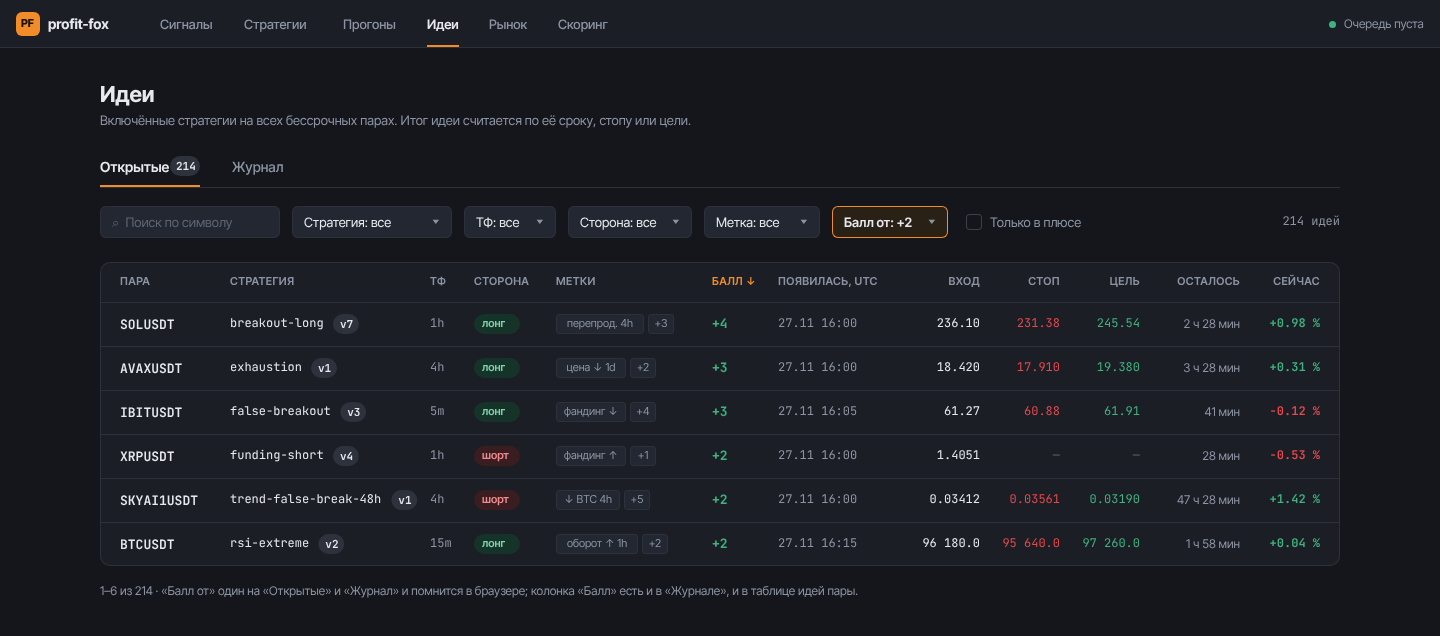 PF profit-fox Сигналы Стратегии Прогоны Идеи Рынок Скоринг Очередь пуста
Идеи
Включённые стратегии на всех бессрочных парах. Итог идеи считается по её сроку, стопу или цели.
Открытые 214 Журнал
Поиск по символу Стратегия: все ТФ: все Сторона: все Метка: все Балл от: +2 Только в плюсе 214 идей
ПАРА СТРАТЕГИЯ ТФ СТОРОНА МЕТКИ БАЛЛ ↓ ПОЯВИЛАСЬ, UTC ВХОД СТОП ЦЕЛЬ ОСТАЛОСЬ СЕЙЧАС
SOLUSDT breakout-long v7 1h лонг перепрод. 4h +3 +4 27.11 16:00 236.10 231.38 245.54 2 ч 28 мин +0.98 %
AVAXUSDT exhaustion v1 4h лонг цена ↓ 1d +2 +3 27.11 16:00 18.420 17.910 19.380 3 ч 28 мин +0.31 %
IBITUSDT false-breakout v3 5m лонг фандинг ↓ +4 +3 27.11 16:05 61.27 60.88 61.91 41 мин -0.12 %
XRPUSDT funding-short v4 1h шорт фандинг ↑ +1 +2 27.11 16:00 1.4051 — — 28 мин -0.53 %
SKYAI1USDT trend-false-break-48h v1 4h шорт ↓ BTC 4h +5 +2 27.11 16:00 0.03412 0.03561 0.03190 47 ч 28 мин +1.42 %
BTCUSDT rsi-extreme v2 15m лонг оборот ↑ 1h +2 +2 27.11 16:15 96 180.0 95 640.0 97 260.0 1 ч 58 мин +0.04 %
1–6 из 214 · «Балл от» один на «Открытые» и «Журнал» и помнится в браузере; колонка «Балл» есть и в «Журнале», и в таблице идей пары.